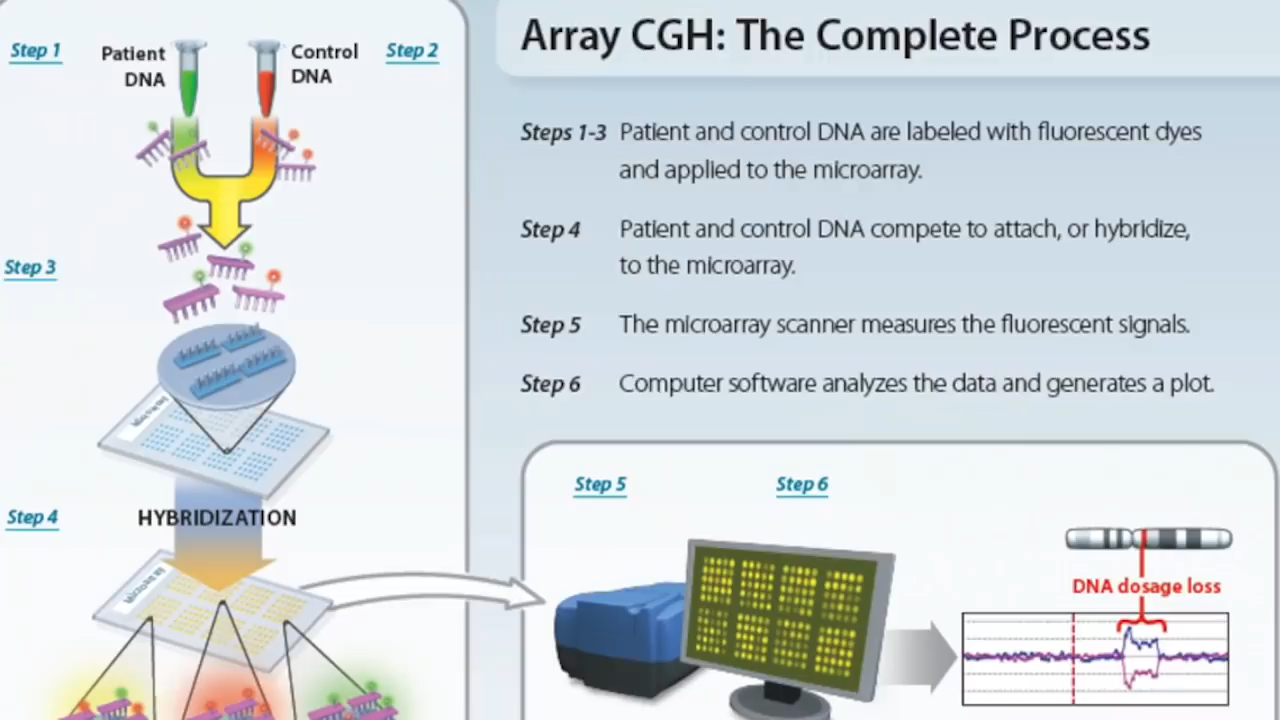 Array CGH: The Complete Process
Step 1
Patient
DNA
Control
DNA
Step 2
Step 3
Step 4
HYBRIDIZATION
Steps 1-3 Patient and control DNA are labeled with fluorescent dyes
and applied to the microarray.
Step 4 Patient and control DNA compete to attach, or hybridize,
to the microarray.
Step 5 The microarray scanner measures the fluorescent signals.
Step 6 Computer software analyzes the data and generates a plot.
Step 5
Step 6
DNA dosage loss